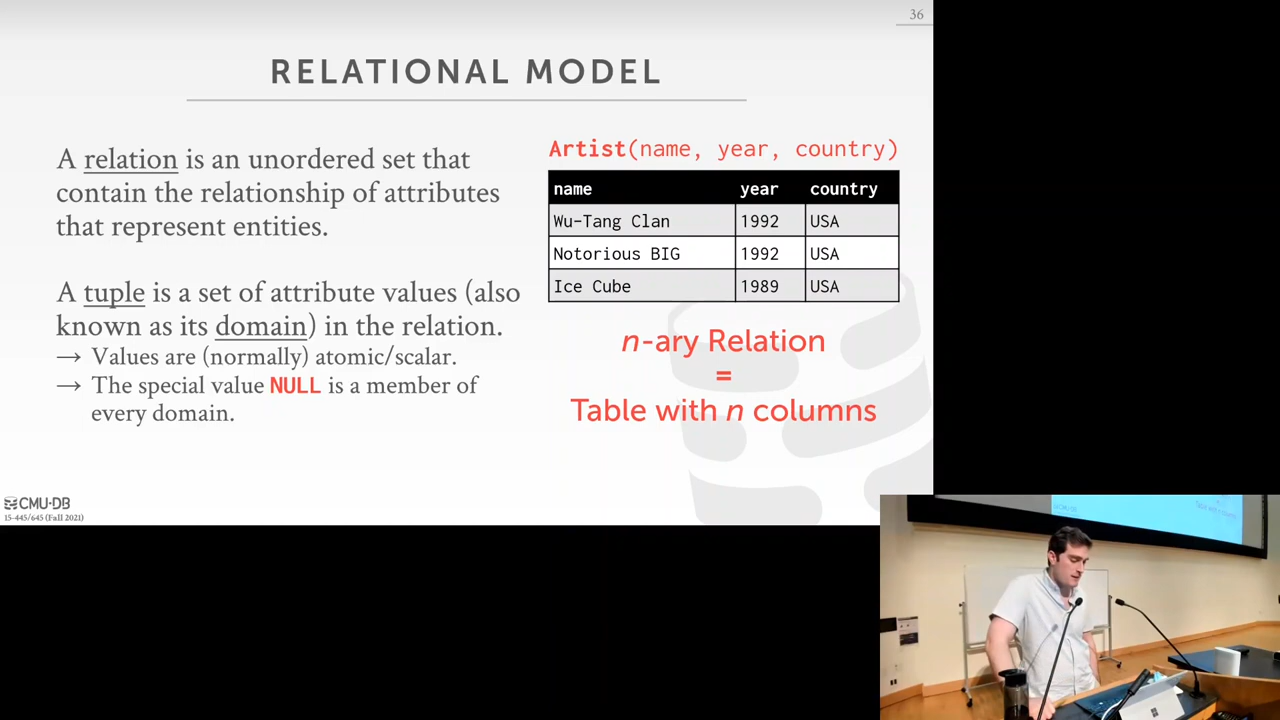 36
RELATIONAL MODEL
A relation is an unordered set that
contain the relationship of attributes
that represent entities.
A tuple is a set of attribute values (also
known as its domain) in the relation.
→ Values are (normally) atomic/scalar.
→ The special value NULL is a member of
every domain.
Artist(name, year, country)
name year country
Wu-Tang Clan 1992 USA
Notorious BIG 1992 USA
Ice Cube 1989 USA
n-ary Relation
=
Table with n columns
CMU·DB
15-445/645 (Fall 2021)